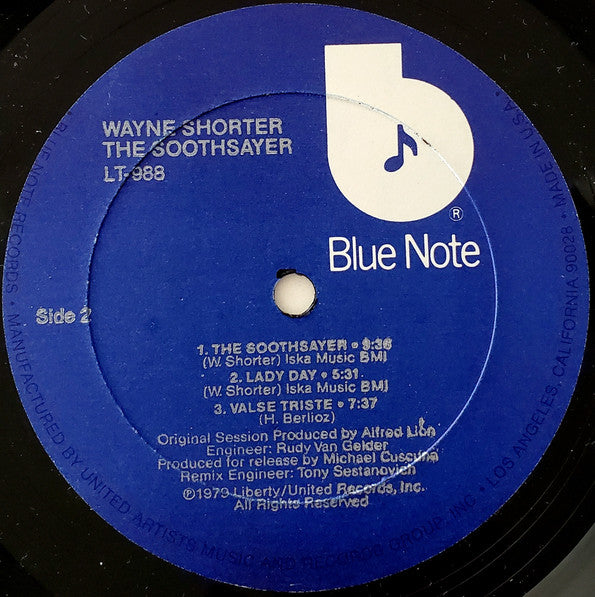 WAYNE SHORTER
THE SOOTHSAYER
LT-988
®
Blue Note
Side 2
1. THE SOOTHSAYER • 9:36
(W. Shorter) Iska Music BMI
2. LADY DAY • 5:31
(W. Shorter) Iska Music BMI
3. VALSE TRISTE • 7:37
(H. Berlioz)
Original Session Produced by Alfred Lion
Engineer: Rudy Van Gelder
Produced for release by Michael Cuscuna
Remix Engineer: Tony Sestanovich
℗1979 Liberty/United Records, Inc.
All Rights Reserved
BLUE NOTE RECORDS • MANUFACTURED BY UNITED ARTISTS MUSIC AND RECORDS GROUP, INC • LOS ANGELES, CALIFORNIA 90028 • MADE IN U.S.A. •